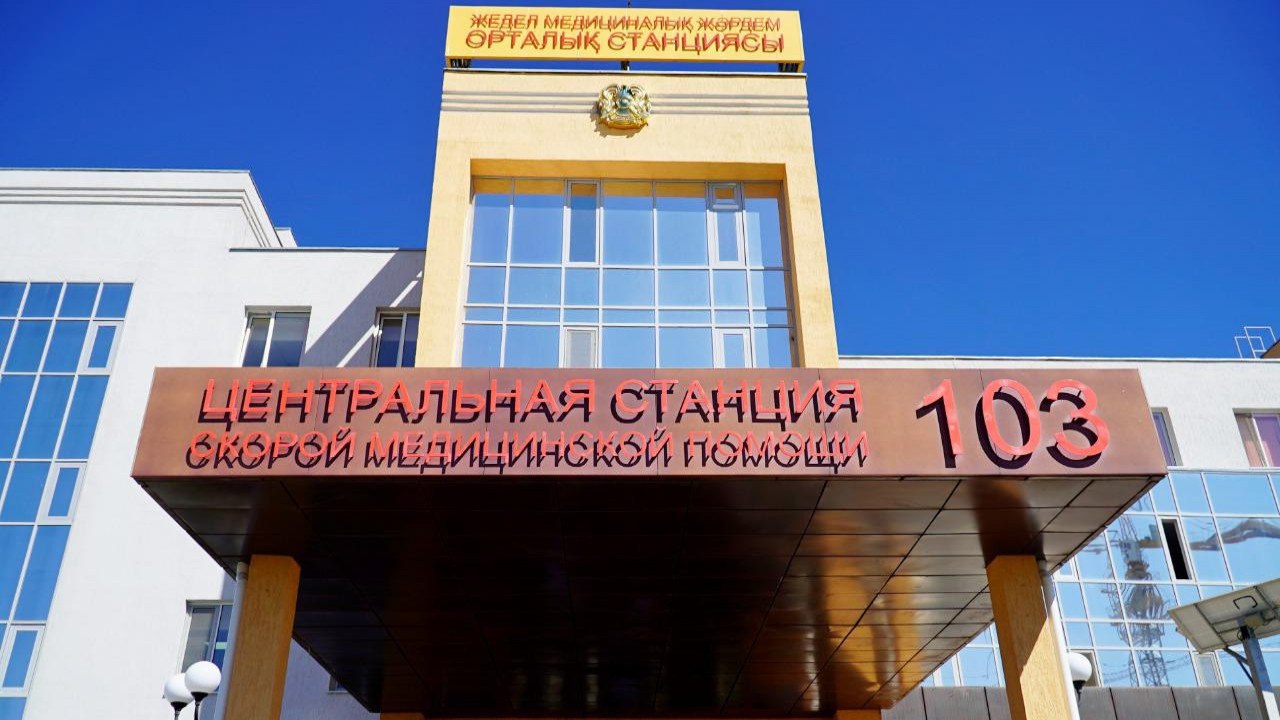 ЖЕДЕЛ МЕДИЦИНАЛЫҚ ЖӘРДЕМ
ОРТАЛЫҚ СТАНЦИЯСЫ
ЦЕНТРАЛЬНАЯ СТАНЦИЯ
СКОРОЙ МЕДИЦИНСКОЙ ПОМОЩИ
103